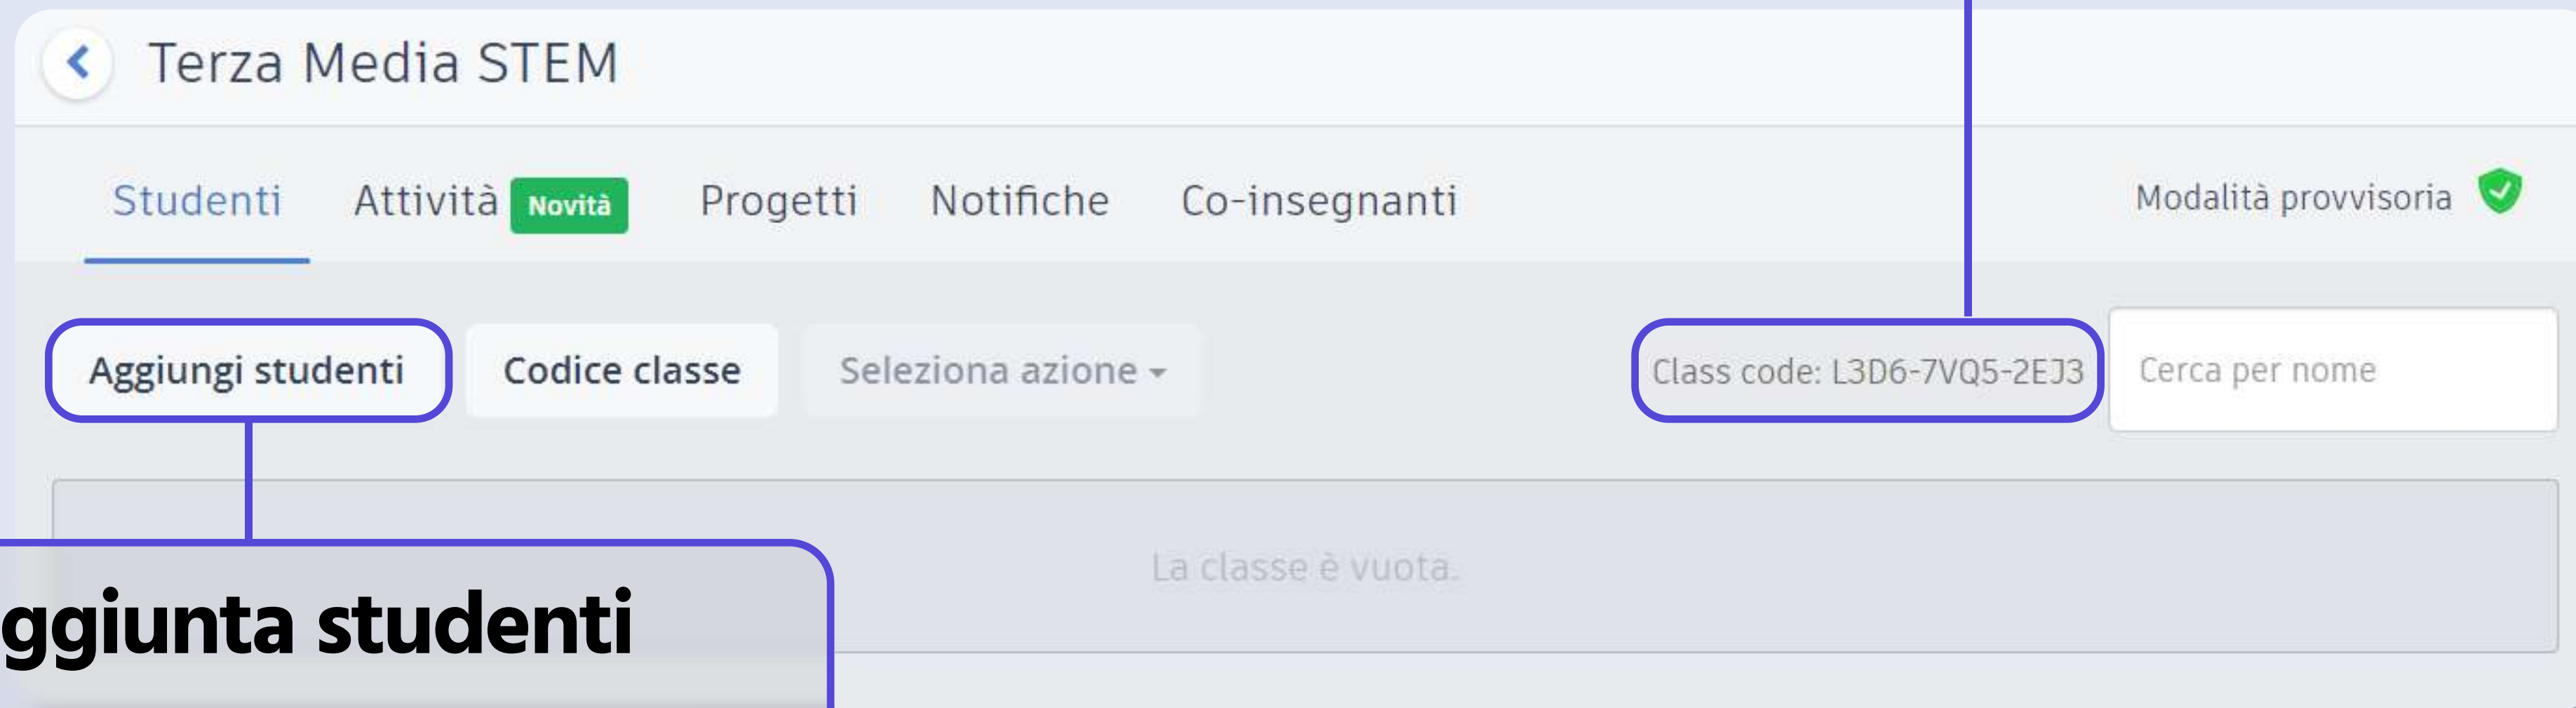 Terza Media STEM
Studenti Attività Novità Progetti Notifiche Co-insegnanti Modalità provvisoria
Aggiungi studenti Codice classe Seleziona azione Class code: L3D6-7VQ5-2EJ3 Cerca per nome
La classe è vuota.
ggiunta studenti